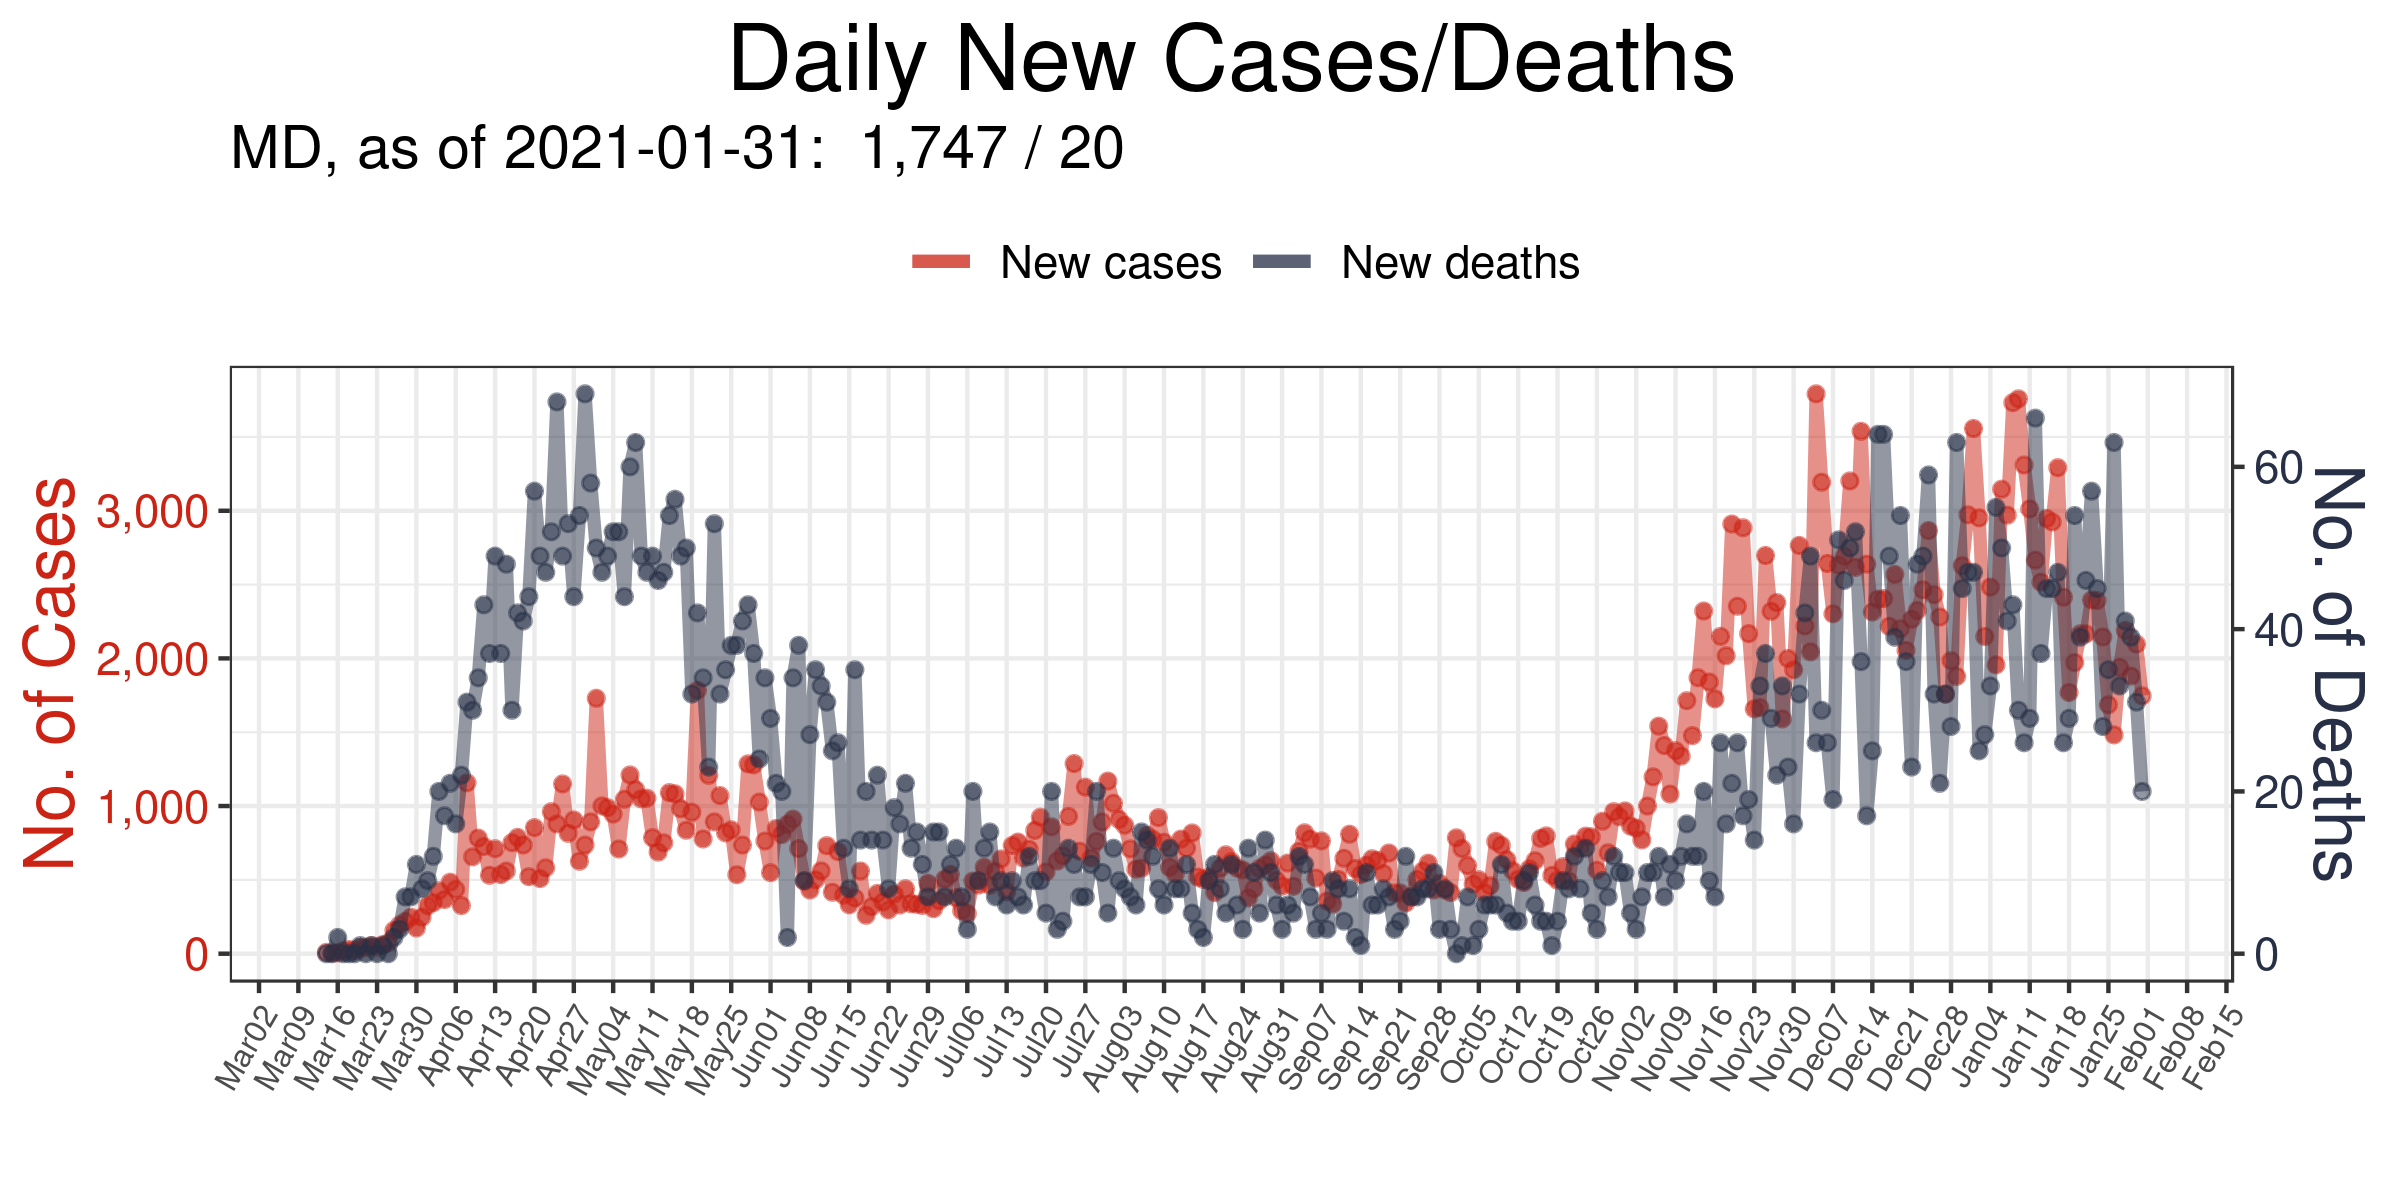 Daily New Cases/Deaths
MD, as of 2021-01-31:  1,747 / 20
New cases
New deaths
No. of Cases
3,000
2,000
1,000
0
60
40
20
0
No. of Deaths
Mar02
Mar09
Mar16
Mar23
Mar30
Apr06
Apr13
Apr20
Apr27
May04
May11
May18
May25
Jun01
Jun08
Jun15
Jun22
Jun29
Jul06
Jul13
Jul20
Jul27
Aug03
Aug10
Aug17
Aug24
Aug31
Sep07
Sep14
Sep21
Sep28
Oct05
Oct12
Oct19
Oct26
Nov02
Nov09
Nov16
Nov23
Nov30
Dec07
Dec14
Dec21
Dec28
Jan04
Jan11
Jan18
Jan25
Feb01
Feb08
Feb15